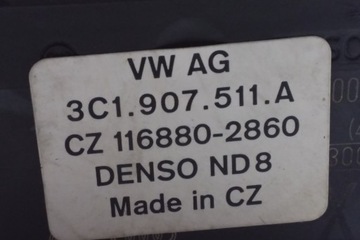 VW AG
3C1.907.511.A
CZ 116880-2860
DENSO ND8
Made in CZ